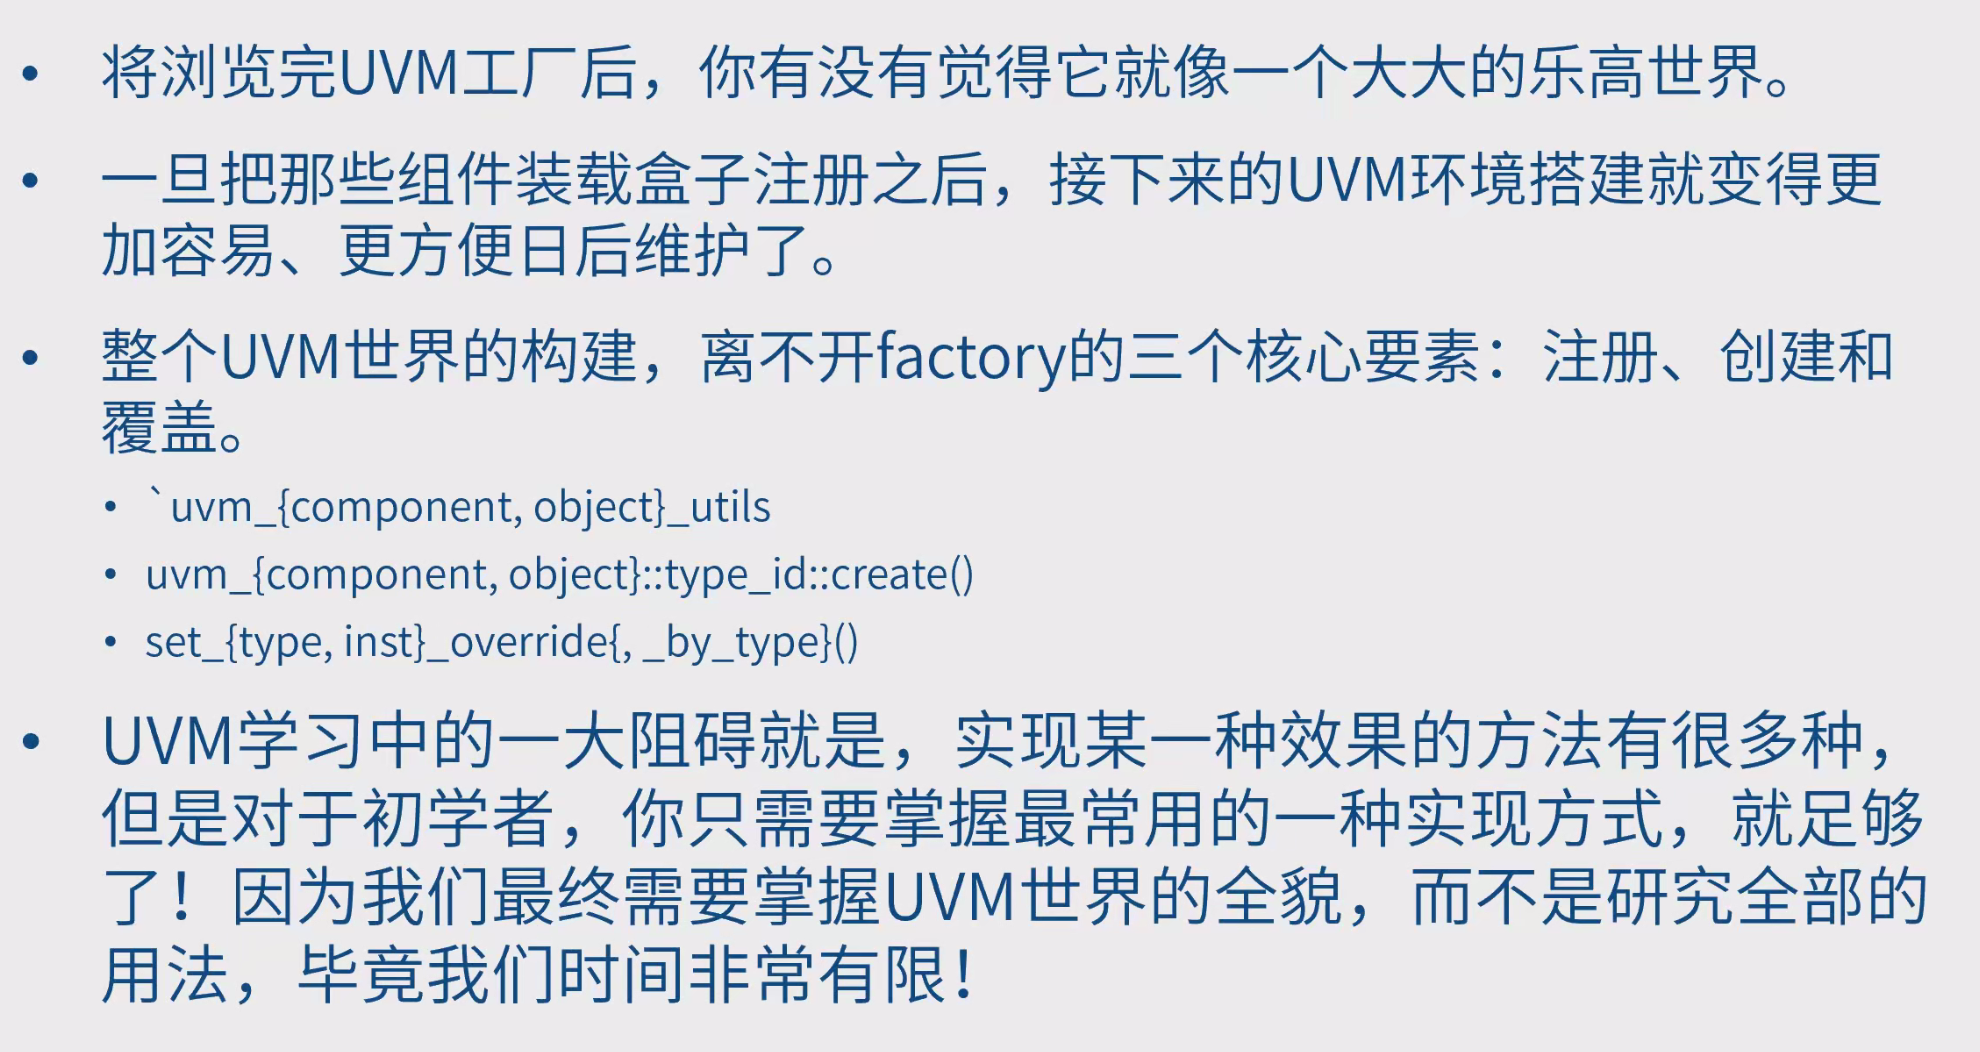 • 将浏览完UVM工厂后，你有没有觉得它就像一个大大的乐高世界。
• 一旦把那些组件装载盒子注册之后，接下来的UVM环境搭建就变得更
加容易、更方便日后维护了。
• 整个UVM世界的构建，离不开factory的三个核心要素：注册、创建和
覆盖。
• `uvm_{component, object}_utils
• uvm_{component, object}::type_id::create()
• set_{type, inst}_override{, _by_type}()
• UVM学习中的一大阻碍就是，实现某一种效果的方法有很多种，
但是对于初学者，你只需要掌握最常用的一种实现方式，就足够
了！因为我们最终需要掌握UVM世界的全貌，而不是研究全部的
用法，毕竟我们时间非常有限！